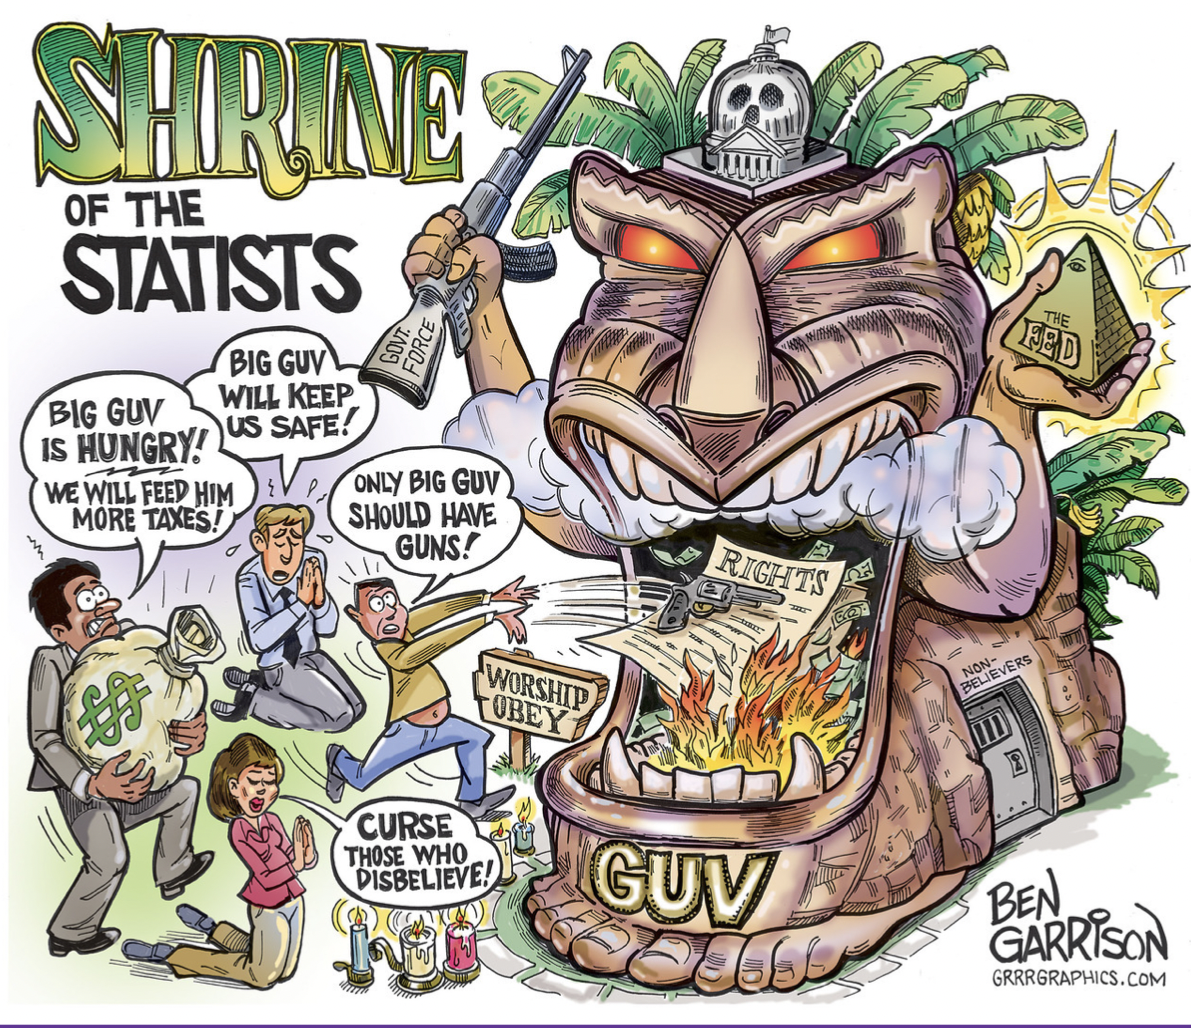 SHRINE
OF THE
STATISTS
BIG GUV
WILL KEEP
US SAFE!
BIG GUV
IS HUNGRY!
WE WILL FEED HIM
MORE TAXES!
ONLY BIG GUV
SHOULD HAVE
GUNS!
GOVT.
FORCE
THE
FED
RIGHTS
WORSHIP
OBEY
NON-
BELIEVERS
$
CURSE
THOSE WHO
DISBELIEVE!
GUV
BEN
GARRISON
GRRRGRAPHICS.COM